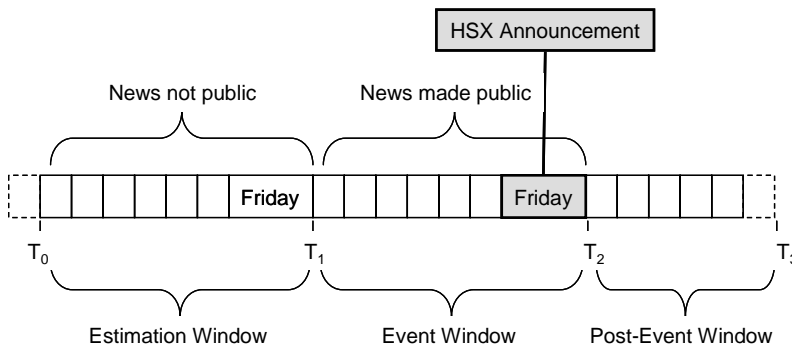 HSX Announcement
News not public News made public
Friday Friday
T0 T1 T2 T3
Estimation Window Event Window Post-Event Window